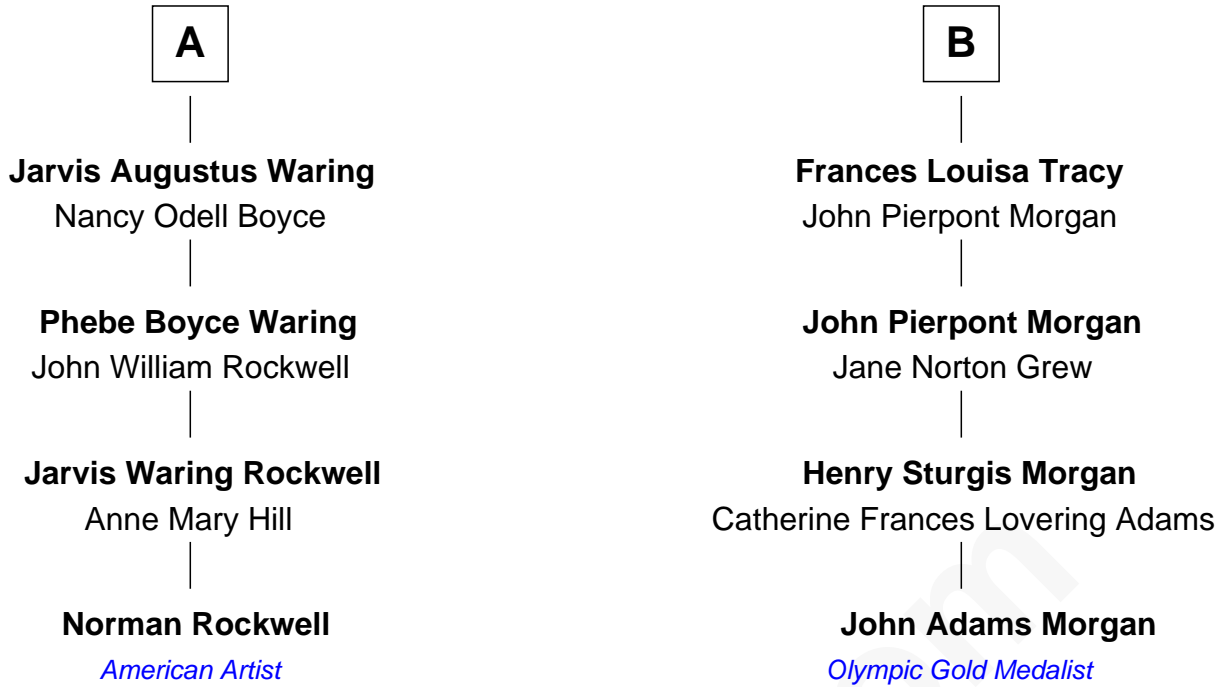 A
Jarvis Augustus Waring
Nancy Odell Boyce
Phebe Boyce Waring
John William Rockwell
Jarvis Waring Rockwell
Anne Mary Hill
Norman Rockwell
American Artist
B
Frances Louisa Tracy
John Pierpont Morgan
John Pierpont Morgan
Jane Norton Grew
Henry Sturgis Morgan
Catherine Frances Lovering Adams
John Adams Morgan
Olympic Gold Medalist